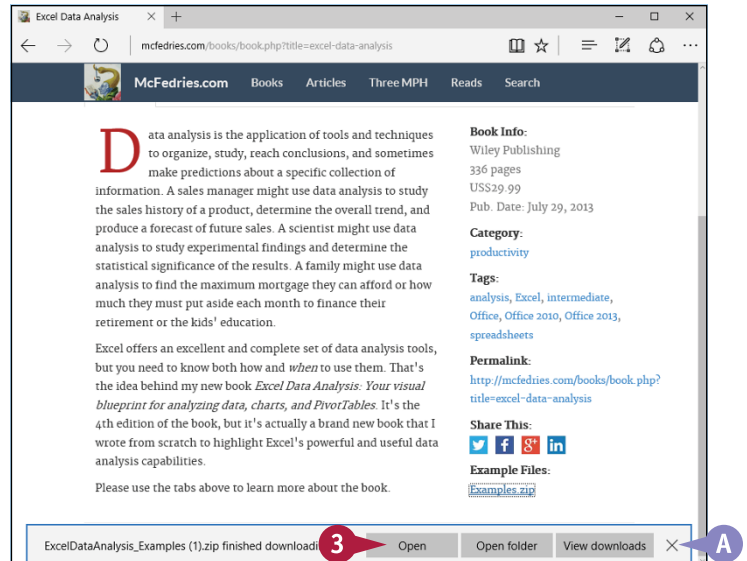 Excel Data Analysis
mcfedries.com/books/book.php?title=excel-data-analysis
McFedries.com Books Articles Three MPH Reads Search
Data analysis is the application of tools and techniques
to organize, study, reach conclusions, and sometimes
make predictions about a specific collection of
information. A sales manager might use data analysis to study
the sales history of a product, determine the overall trend, and
produce a forecast of future sales. A scientist might use data
analysis to study experimental findings and determine the
statistical significance of the results. A family might use data
analysis to find the maximum mortgage they can afford or how
much they must put aside each month to finance their
retirement or the kids' education.
Excel offers an excellent and complete set of data analysis tools,
but you need to know both how and when to use them. That's
the idea behind my new book Excel Data Analysis: Your visual
blueprint for analyzing data, charts, and PivotTables. It's the
4th edition of the book, but it's actually a brand new book that I
wrote from scratch to highlight Excel's powerful and useful data
analysis capabilities.
Please use the tabs above to learn more about the book.
Book Info:
Wiley Publishing
336 pages
US$29.99
Pub. Date: July 29, 2013
Category:
productivity
Tags:
analysis, Excel, intermediate,
Office, Office 2010, Office 2013,
spreadsheets
Permalink:
http://mcfedries.com/books/book.php?
title=excel-data-analysis
Share This:
f g+ in
Example Files:
Examples.zip
ExcelDataAnalysis_Examples (1).zip finished downloadi 3 Open Open folder View downloads A